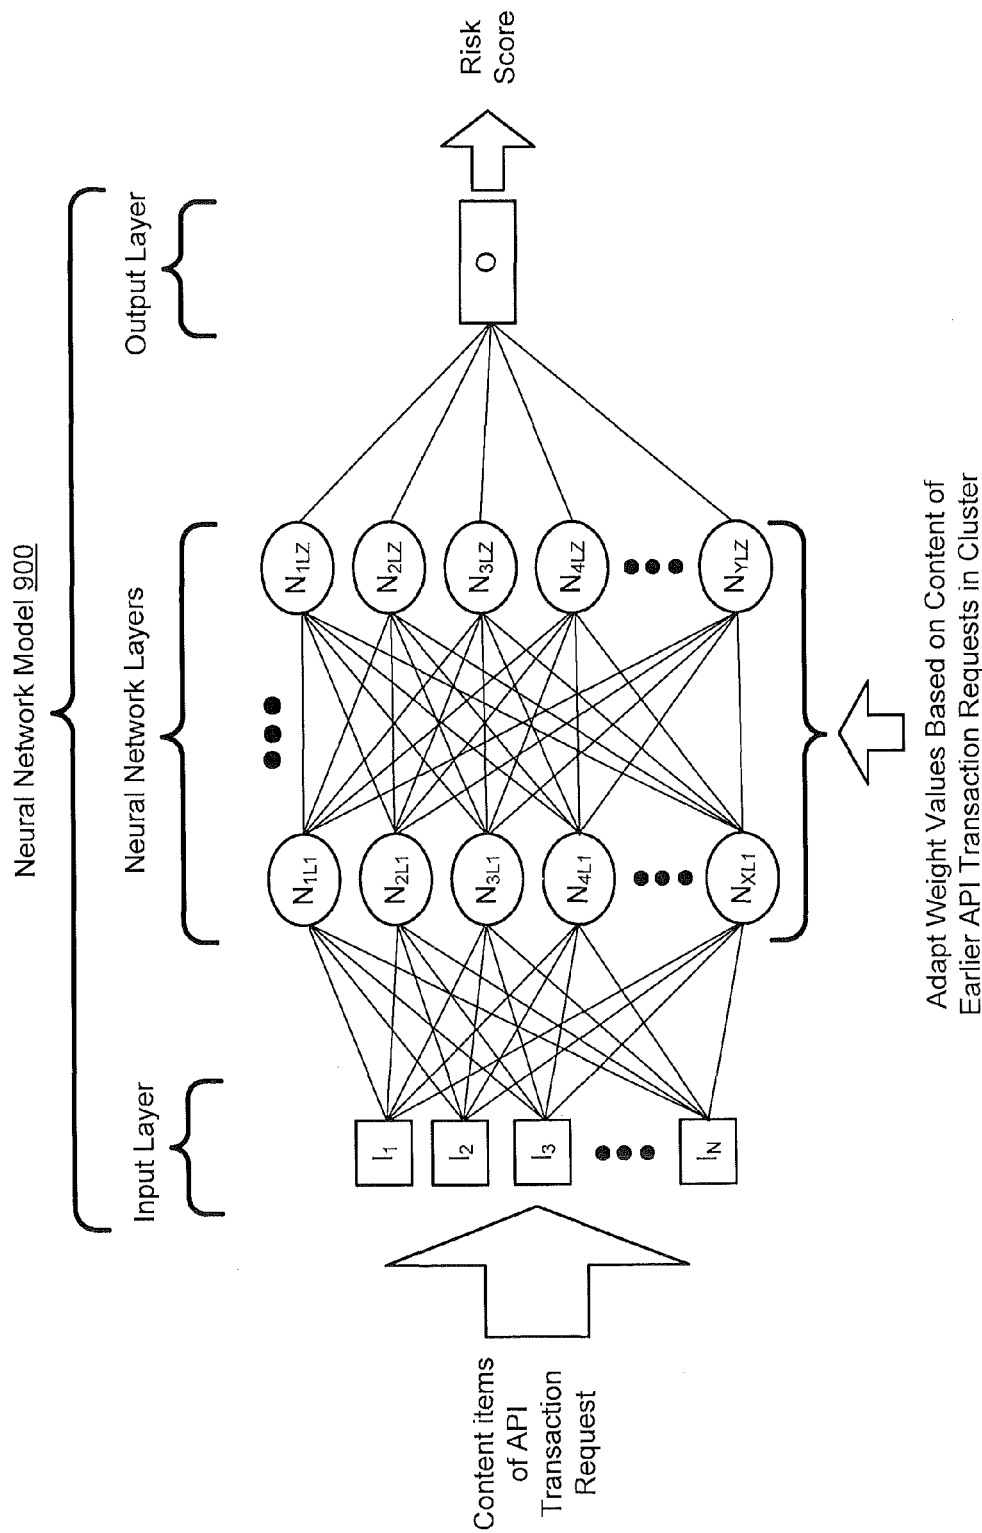 Neural Network Model 900
Input Layer
Neural Network Layers
Output Layer
Content items
of API
Transaction
Request
I1
I2
I3
IN
N1L1
N2L1
N3L1
N4L1
NXL1
N1LZ
N2LZ
N3LZ
N4LZ
NYLZ
O
Risk
Score
Adapt Weight Values Based on Content of
Earlier API Transaction Requests in Cluster